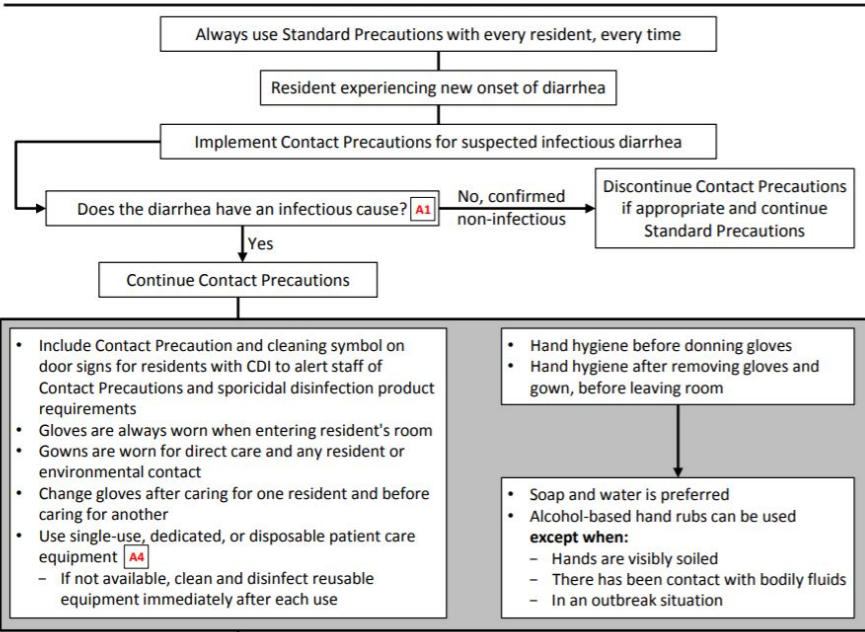 Always use Standard Precautions with every resident, every time
Resident experiencing new onset of diarrhea
Implement Contact Precautions for suspected infectious diarrhea
Does the diarrhea have an infectious cause? A1
No, confirmed
non-infectious
Discontinue Contact Precautions
if appropriate and continue
Standard Precautions
Yes
Continue Contact Precautions
• Include Contact Precaution and cleaning symbol on
door signs for residents with CDI to alert staff of
Contact Precautions and sporicidal disinfection product
requirements
• Gloves are always worn when entering resident's room
• Gowns are worn for direct care and any resident or
environmental contact
• Change gloves after caring for one resident and before
caring for another
• Use single-use, dedicated, or disposable patient care
equipment A4
– If not available, clean and disinfect reusable
equipment immediately after each use
• Hand hygiene before donning gloves
• Hand hygiene after removing gloves and
gown, before leaving room
• Soap and water is preferred
• Alcohol-based hand rubs can be used
except when:
– Hands are visibly soiled
– There has been contact with bodily fluids
– In an outbreak situation